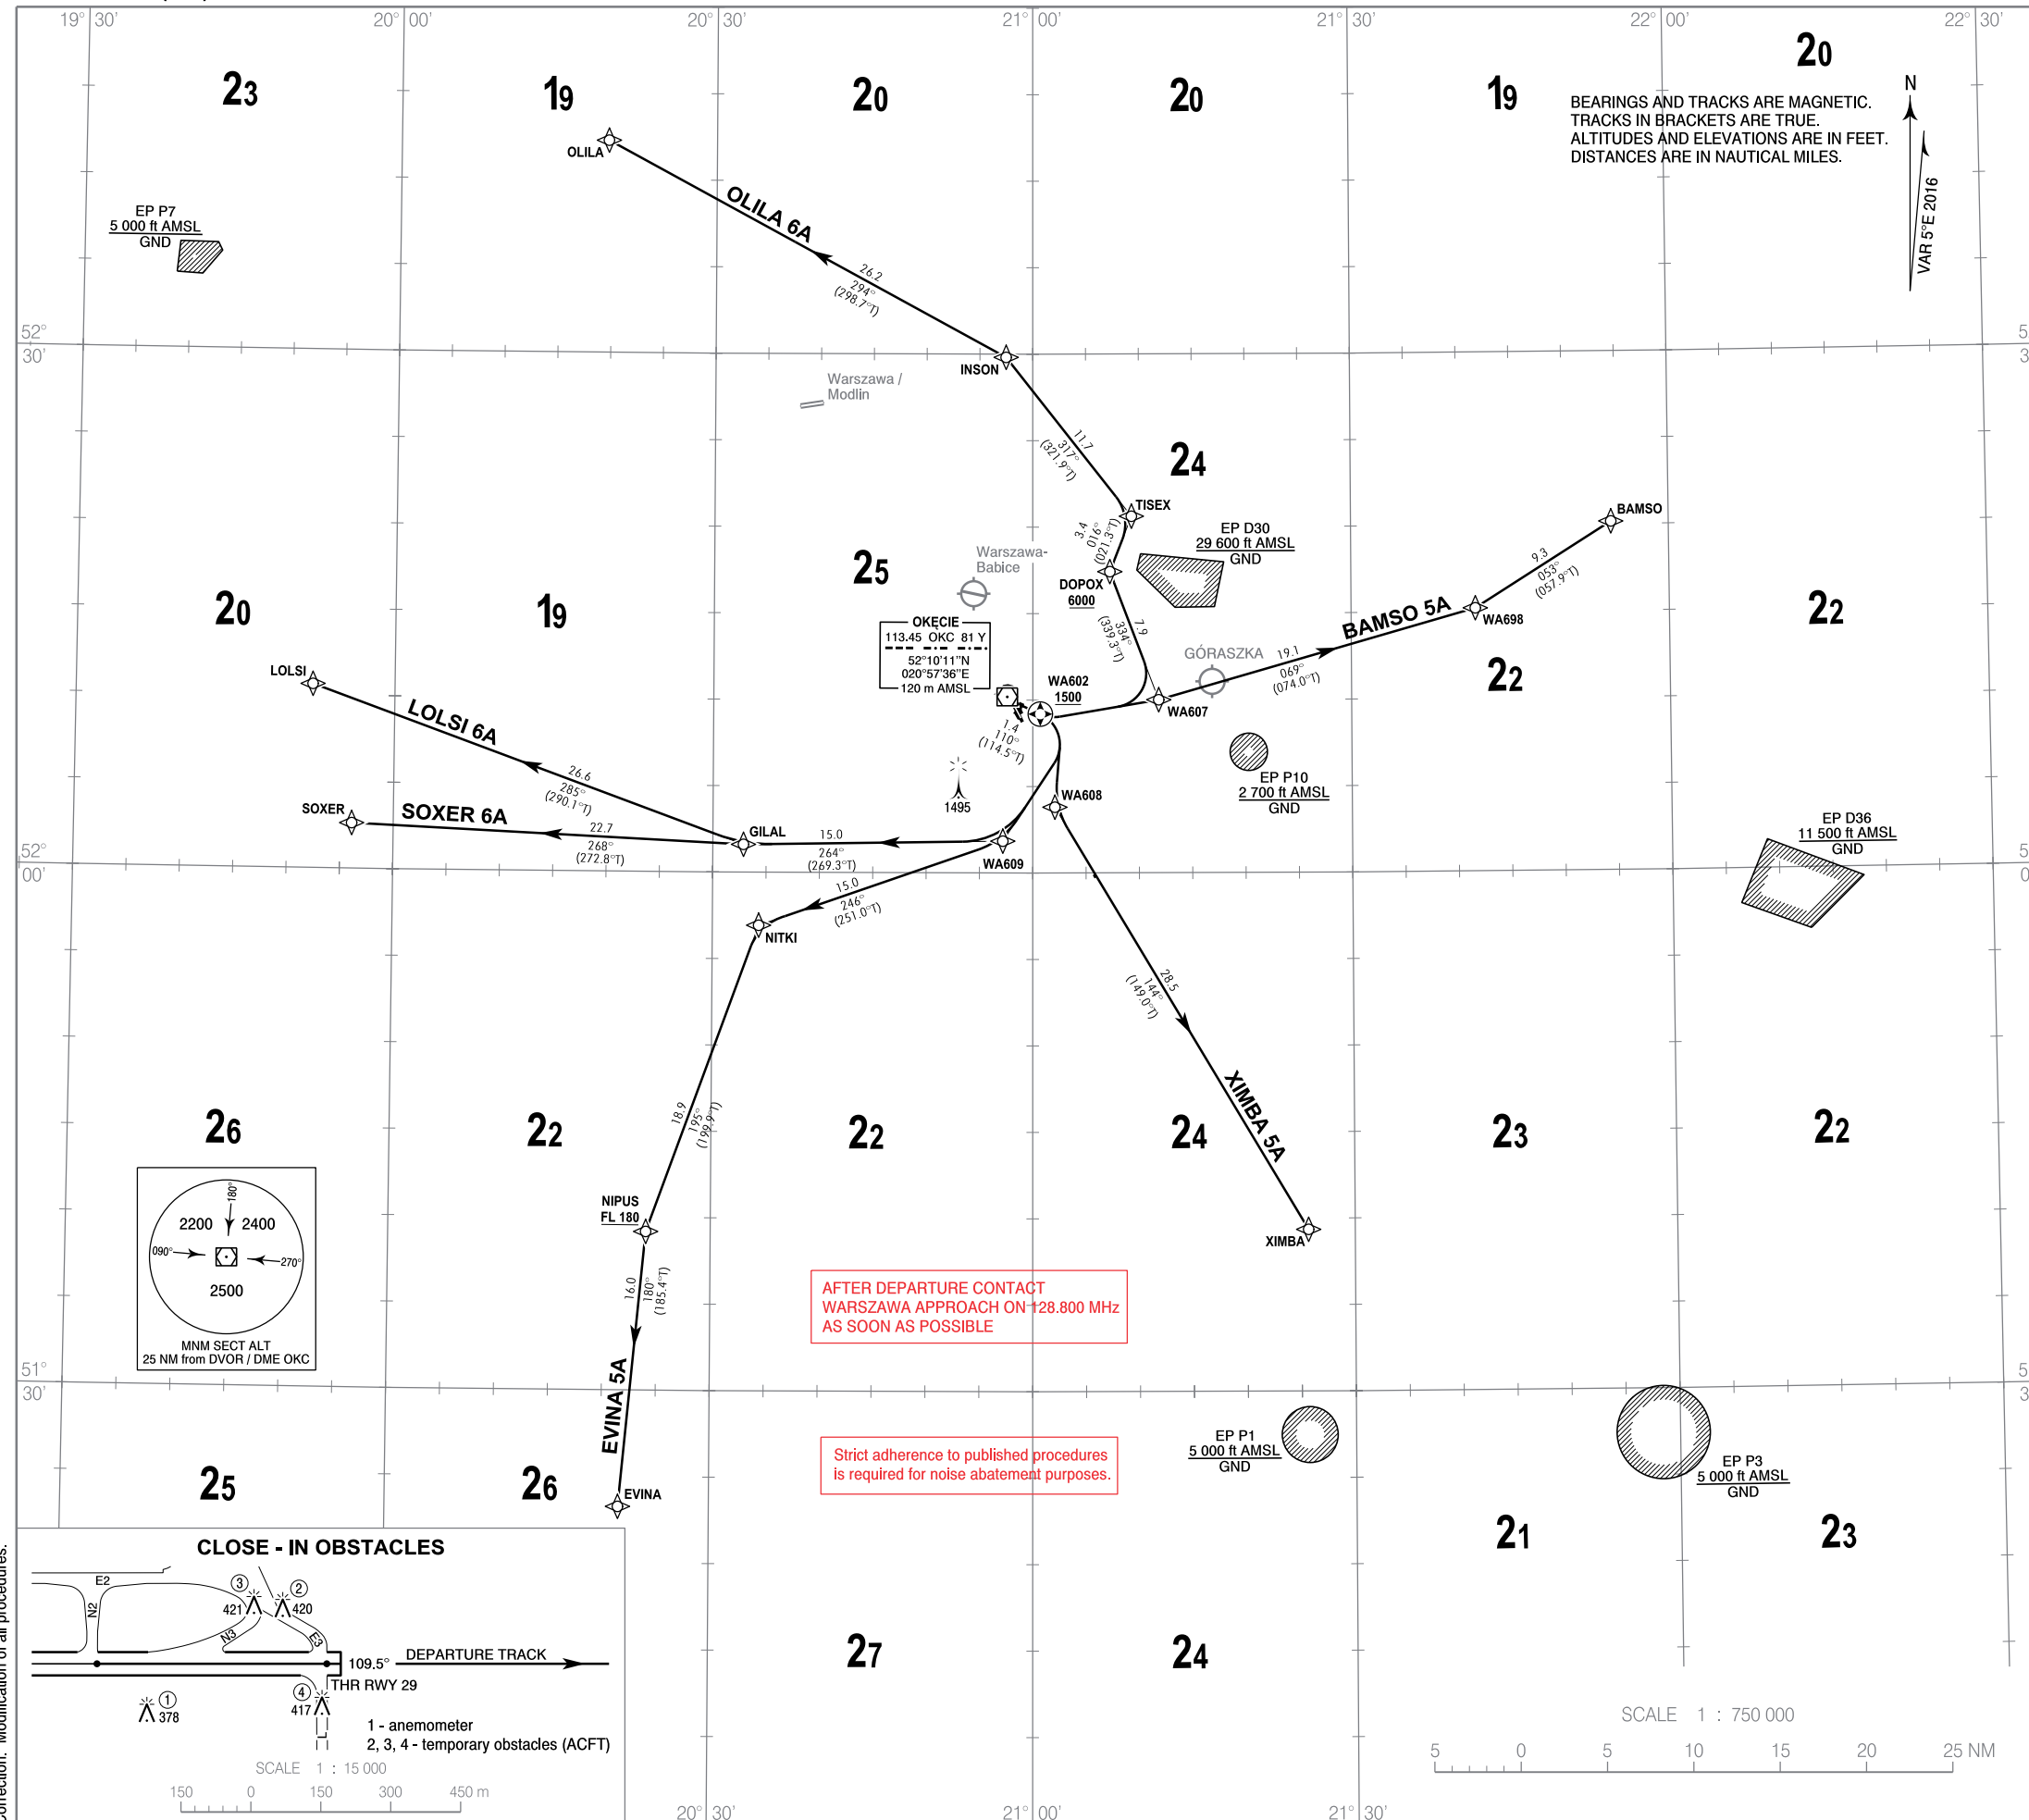 19° 30'
20° 00'
20° 30'
21° 00'
21° 30'
22° 00'
22° 30'
23
19
20
20
19
20
BEARINGS AND TRACKS ARE MAGNETIC.
TRACKS IN BRACKETS ARE TRUE.
ALTITUDES AND ELEVATIONS ARE IN FEET.
DISTANCES ARE IN NAUTICAL MILES.
N
VAR 5°E 2016
OLILA
OLILA 6A
26.2
294°
(298.7°T)
EP P7
5 000 ft AMSL
GND
52°
30'
INSON
Warszawa /
Modlin
11.7
317°
(321.9°T)
24
TISEX
3.4
016°
(021.3°T)
EP D30
29 600 ft AMSL
GND
BAMSO
9.3
053°
(057.9°T)
25
Warszawa-
Babice
DOPOX
6000
7.9
334°
(339.3°T)
20
19
OKĘCIE
113.45 OKC 81 Y
52°10'11"N
020°57'36"E
120 m AMSL
BAMSO 5A
WA698
22
GÓRASZKA
19.1
069°
(074.0°T)
22
LOLSI
LOLSI 6A
WA602
1500
WA607
1.4
110°
(114.5°T)
26.6
285°
(290.1°T)
1495
WA608
EP P10
2 700 ft AMSL
GND
SOXER
SOXER 6A
22.7
268°
(272.8°T)
GILAL
15.0
264°
(269.3°T)
WA609
EP D36
11 500 ft AMSL
GND
52°
00'
15.0
246°
(251.0°T)
NITKI
28.5
144°
(149.0°T)
18.9
195°
(199.9°T)
XIMBA 5A
26
22
22
24
23
22
180°
2200
2400
090°
270°
2500
MNM SECT ALT
25 NM from DVOR / DME OKC
NIPUS
FL 180
XIMBA
16.0
180°
(185.4°T)
AFTER DEPARTURE CONTACT
WARSZAWA APPROACH ON 128.800 MHz
AS SOON AS POSSIBLE
51°
30'
EVINA 5A
Strict adherence to published procedures
is required for noise abatement purposes.
EP P1
5 000 ft AMSL
GND
EP P3
5 000 ft AMSL
GND
25
26
EVINA
21
23
CLOSE - IN OBSTACLES
E2
N2
3
421
2
420
N3
E3
109.5°
DEPARTURE TRACK
THR RWY 29
1
378
4
417
1 - anemometer
2, 3, 4 - temporary obstacles (ACFT)
SCALE 1 : 15 000
150 0 150 300 450 m
27
24
SCALE 1 : 750 000
5 0 5 10 15 20 25 NM
20° 30'
21° 00'
21° 30'
Correction: Modification of all procedures.